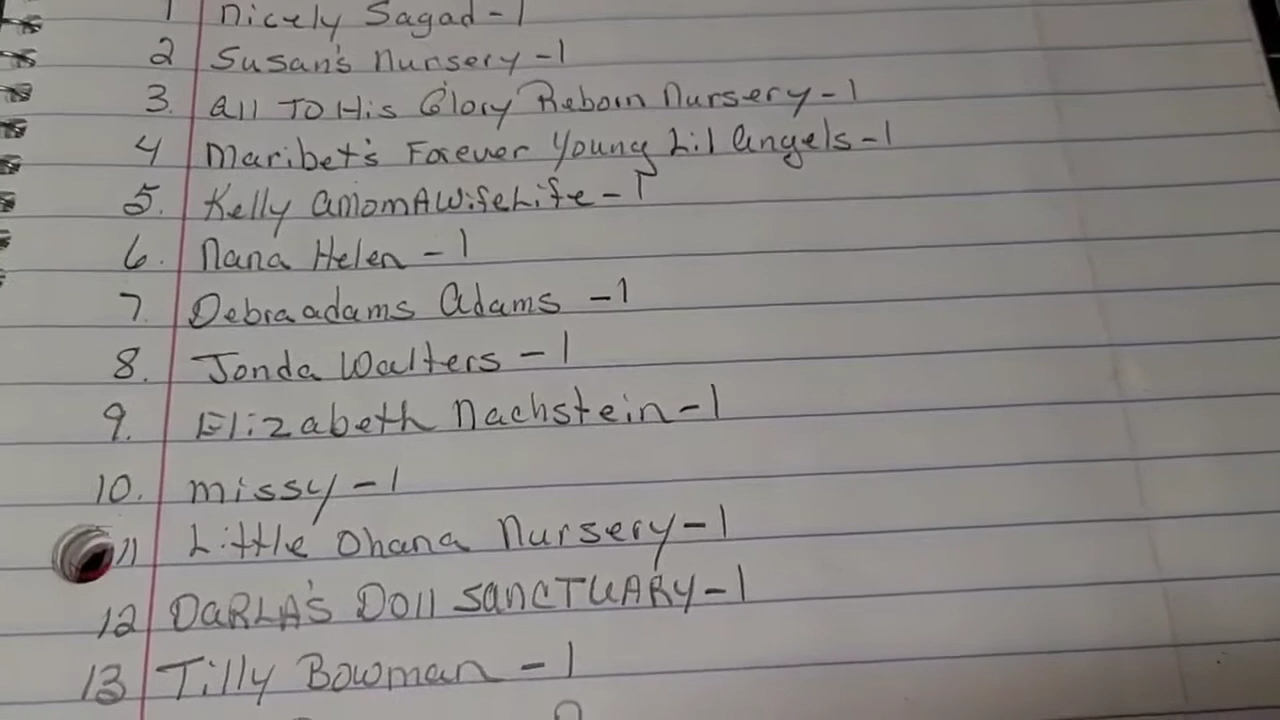 1 Nicely Sagad-1
2 Susan's nursery-1
3. All To His Glory Reborn nursery-1
4 Maribet's Forever Young Lil Angels-1
5. Kelly AMomAWifeLife-1
6. Nana Helen-1
7. Debraadams Adams-1
8. Jonda Walters-1
9. Elizabeth Nachstein-1
10. missy-1
11 Little Ohana Nursery-1
12 DARLA'S Doll SANCTUARY-1
13 Tilly Bowman-1